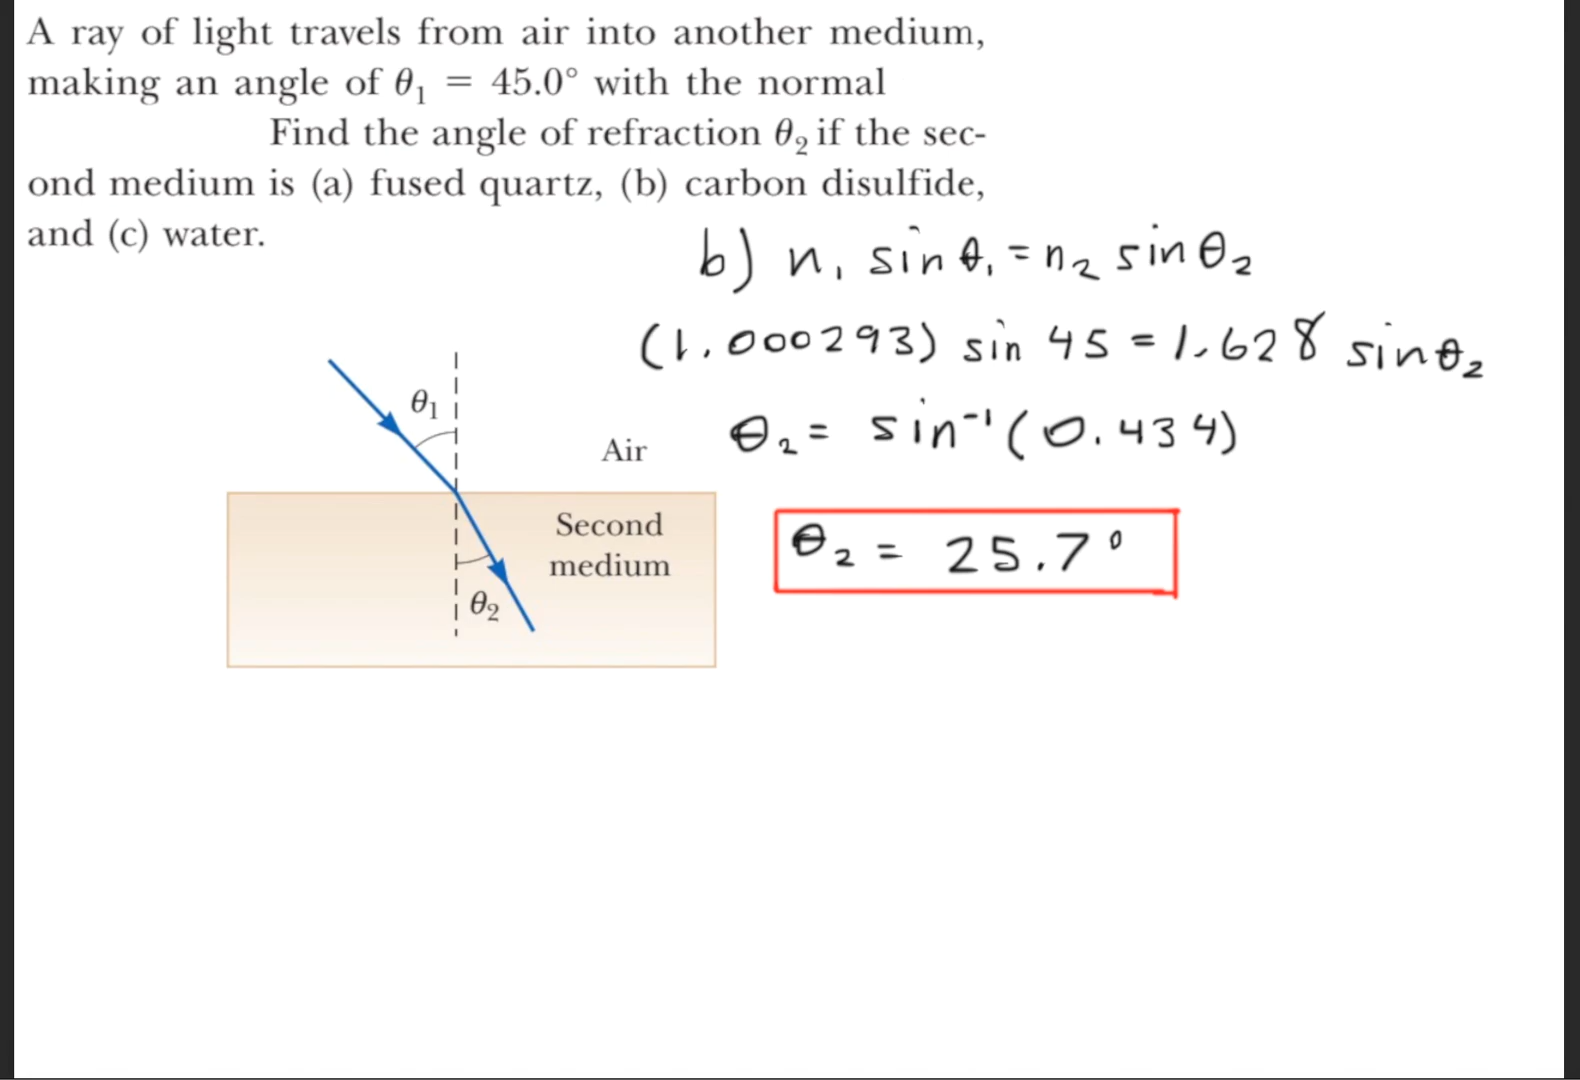 A ray of light travels from air into another medium,
making an angle of θ₁ = 45.0° with the normal
Find the angle of refraction θ₂ if the sec-
ond medium is (a) fused quartz, (b) carbon disulfide,
and (c) water.
b) n₁ sin θ₁ = n₂ sin θ₂
(1.000293) sin 45 = 1.628 sin θ₂
θ₂ = sin⁻¹(0.434)
θ₂ = 25.7°
θ₁
Air
Second
medium
θ₂